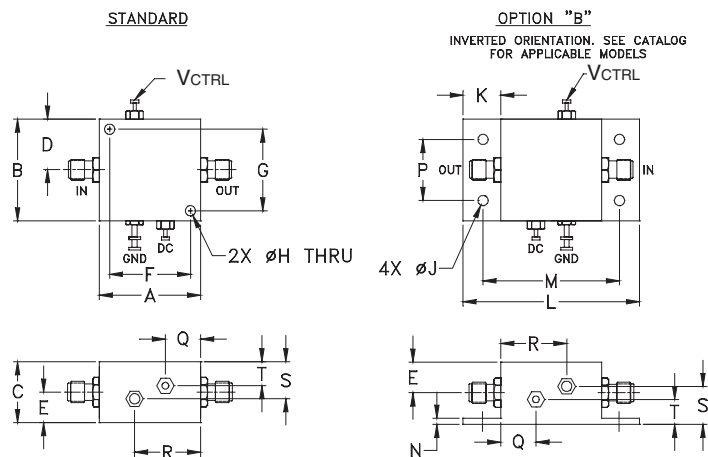 STANDARD
OPTION "B"
INVERTED ORIENTATION. SEE CATALOG
FOR APPLICABLE MODELS
VCTRL
D
B
IN
OUT
G
GND
DC
2X øH THRU
F
A
VCTRL
K
P
OUT
IN
DC
GND
4X øJ
M
L
Q
T
S
C
E
R
R
E
T
S
N
Q